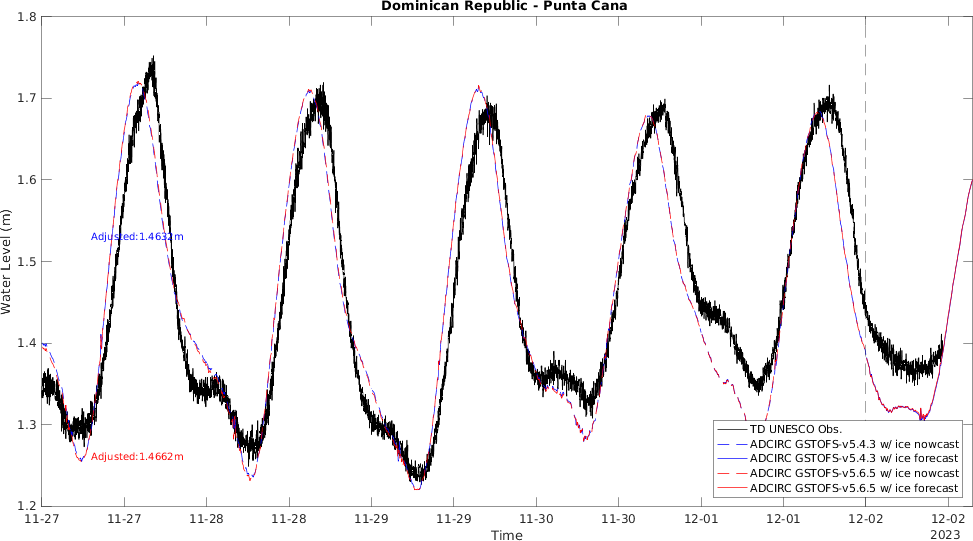 Dominican Republic - Punta Cana
1.8
1.7
1.6
1.5
1.4
1.3
1.2
Water Level (m)
Adjusted:1.4632m
Adjusted:1.4662m
TD UNESCO Obs.
ADCIRC GSTOFS-v5.4.3 w/ ice nowcast
ADCIRC GSTOFS-v5.4.3 w/ ice forecast
ADCIRC GSTOFS-v5.6.5 w/ ice nowcast
ADCIRC GSTOFS-v5.6.5 w/ ice forecast
11-27 11-27 11-28 11-28 11-29 11-29 11-30 11-30 12-01 12-01 12-02 12-02
2023
Time